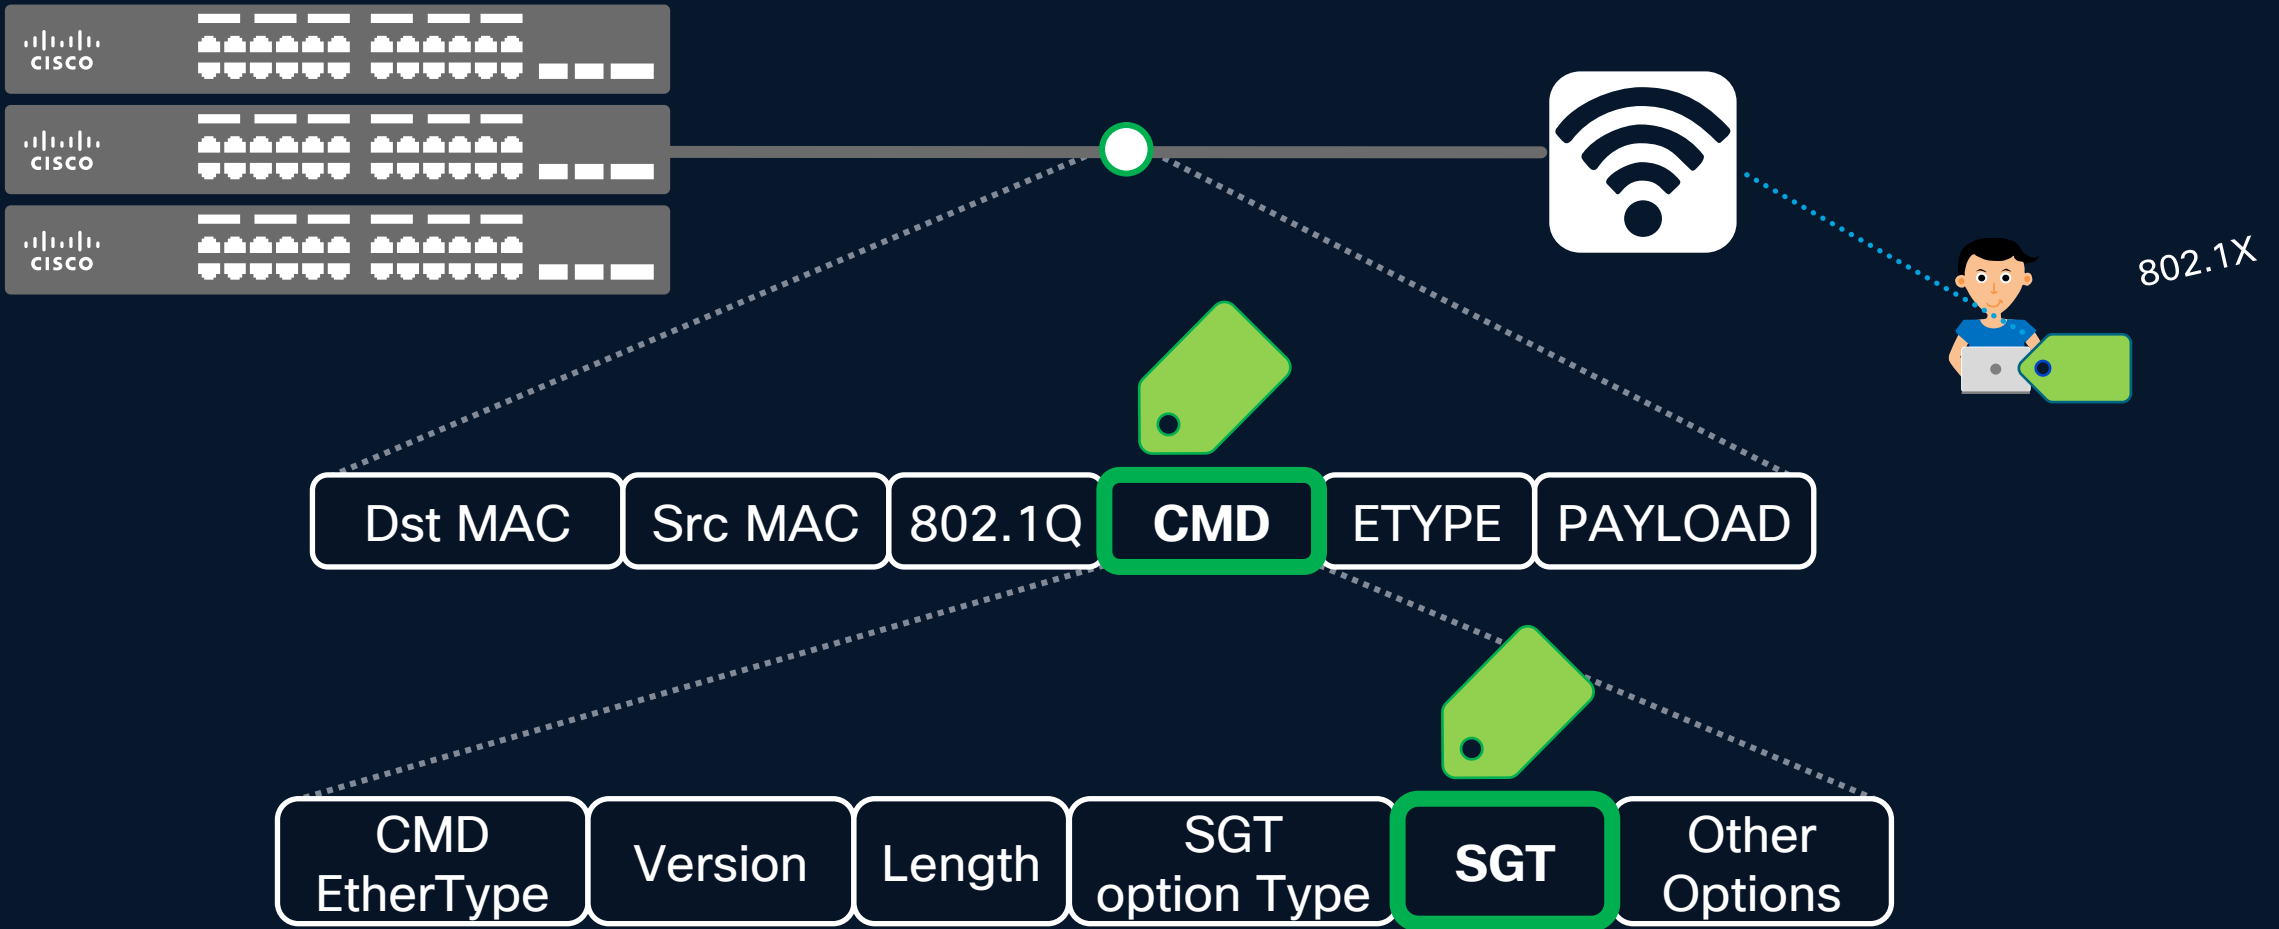 CISCO
CISCO
CISCO
802.1X
Dst MAC
Src MAC
802.1Q
CMD
ETYPE
PAYLOAD
CMD
EtherType
Version
Length
SGT
option Type
SGT
Other
Options